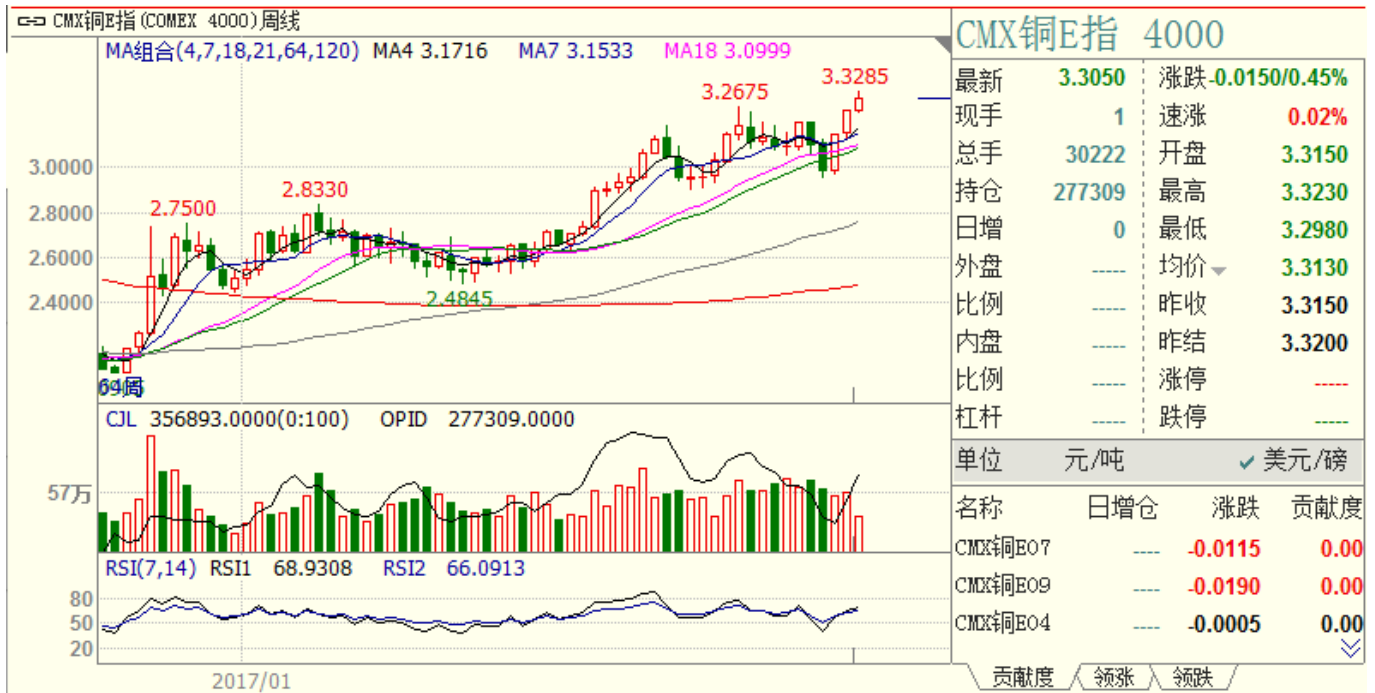 CMX铜E指(COMEX 4000)周线
MA组合(4,7,18,21,64,120) MA4 3.1716 MA7 3.1533 MA18 3.0999
3.3285
3.2675
3.0000
2.8330
2.8000
2.7500
2.6000
2.4845
2.4000
64周
CJL 356893.0000(0:100) OPID 277309.0000
57万
RSI(7,14) RSI1 68.9308 RSI2 66.0913
80
50
20
2017/01
CMX铜E指 4000
最新 3.3050 涨跌-0.0150/0.45%
现手 1 速涨 0.02%
总手 30222 开盘 3.3150
持仓 277309 最高 3.3230
日增 0 最低 3.2980
外盘 ----- 均价 3.3130
比例 ----- 昨收 3.3150
内盘 ----- 昨结 3.3200
比例 ----- 涨停 -----
杠杆 ----- 跌停 -----
单位 元/吨 美元/磅
名称 日增仓 涨跌 贡献度
CMX铜E07 ---- -0.0115 0.00
CMX铜E09 ---- -0.0190 0.00
CMX铜E04 ---- -0.0005 0.00
贡献度 领涨 领跌